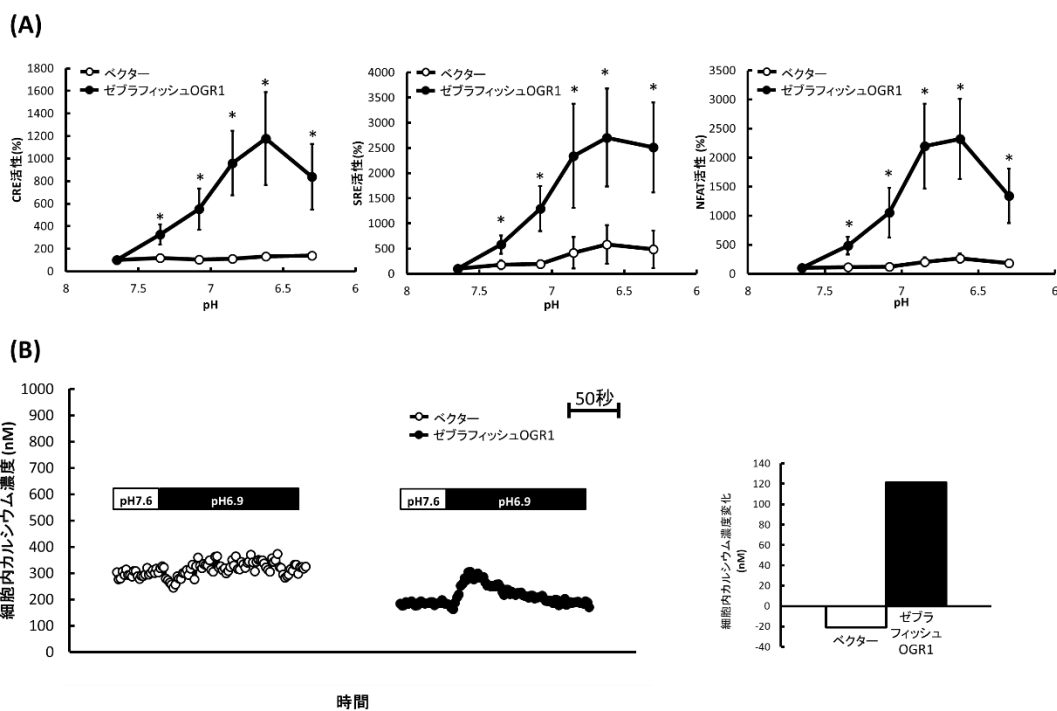 (A)
ベクター
ゼブラフィッシュOGR1
1800
1600
1400
1200
1000
800
600
400
200
0
CRE活性(%)
*
*
*
*
*
8
7.5
7
6.5
6
pH
ベクター
ゼブラフィッシュOGR1
4000
3500
3000
2500
2000
1500
1000
500
0
SRE活性(%)
*
*
*
*
*
8
7.5
7
6.5
6
pH
ベクター
ゼブラフィッシュOGR1
3500
3000
2500
2000
1500
1000
500
0
NFAT活性 (%)
*
*
*
*
*
8
7.5
7
6.5
6
pH
(B)
細胞内カルシウム濃度 (nM)
1000
900
800
700
600
500
400
300
200
100
0
50秒
ベクター
ゼブラフィッシュOGR1
pH7.6
pH6.9
pH7.6
pH6.9
時間
細胞内カルシウム濃度変化
(nM)
140
120
100
80
60
40
20
0
-20
-40
ベクター
ゼブラ
フィッシュ
OGR1